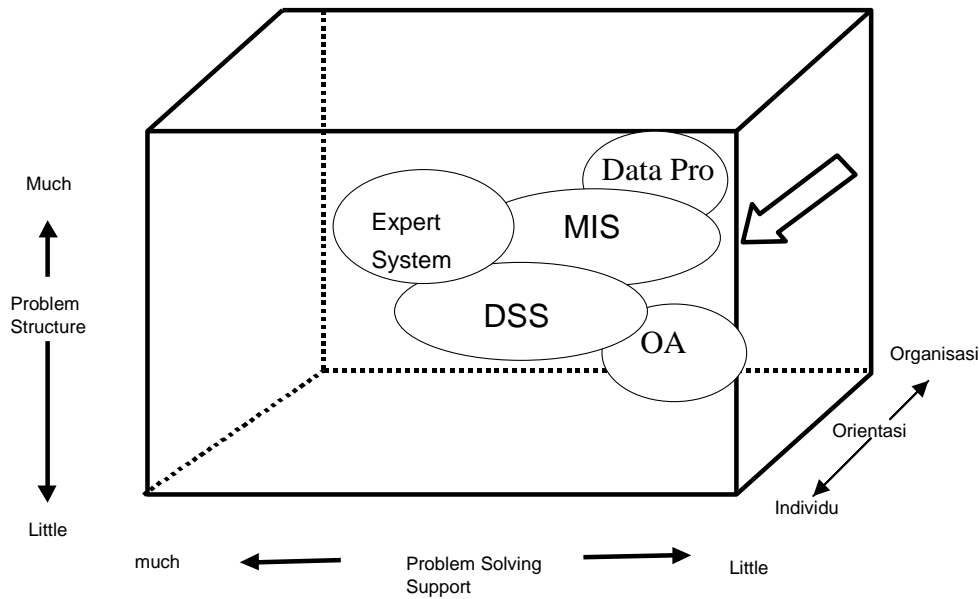 Data Pro
Much
Expert
System
MIS
Problem
Structure
DSS
OA
Organisasi
Orientasi
Individu
Little
much
Problem Solving
Support
Little